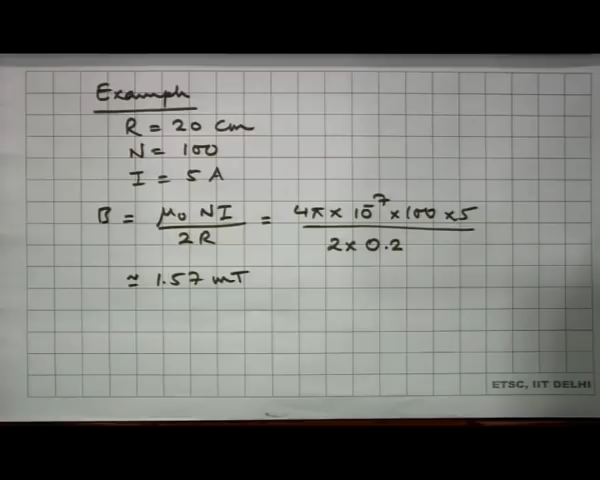 Example
R = 20 cm
N = 100
I = 5 A
B = μ₀ NI / 2R = 4π × 10⁻⁷ × 100 × 5 / 2 × 0.2
≃ 1.57 mT
ETSC, IIT DELHI